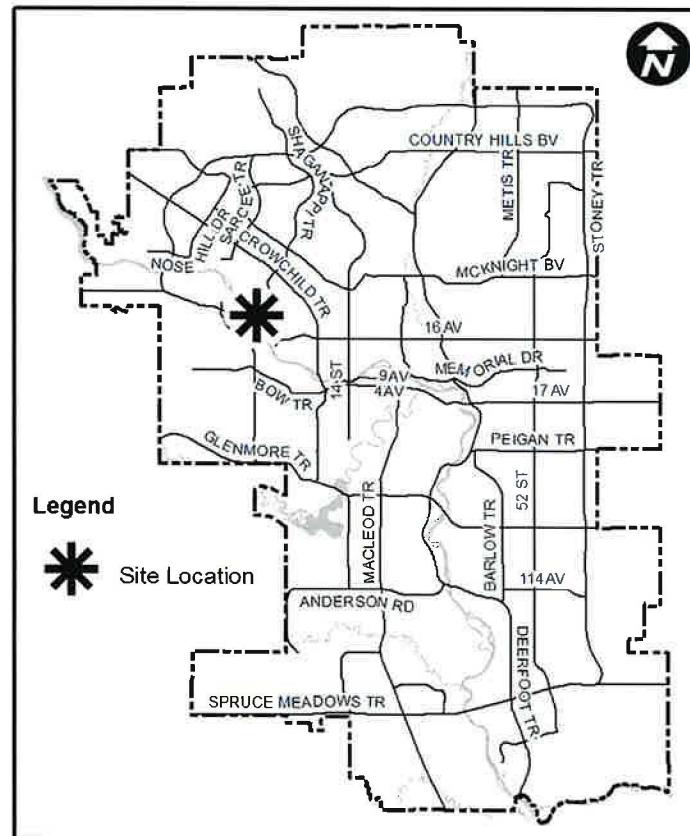 N
COUNTRY HILLS BV
SHAGANAPPI TR
METIS TR
STONEY TR
SARCEE TR
NOSE HILL DR
CROWCHILD TR
MCKNIGHT BV
16 AV
MEMORIAL DR
14 ST
9 AV
4 AV
17 AV
BOW TR
PEIGAN TR
GLENMORE TR
52 ST
Legend
MACLEOD TR
BARLOW TR
Site Location
114 AV
ANDERSON RD
DEERFOOT TR
SPRUCE MEADOWS TR